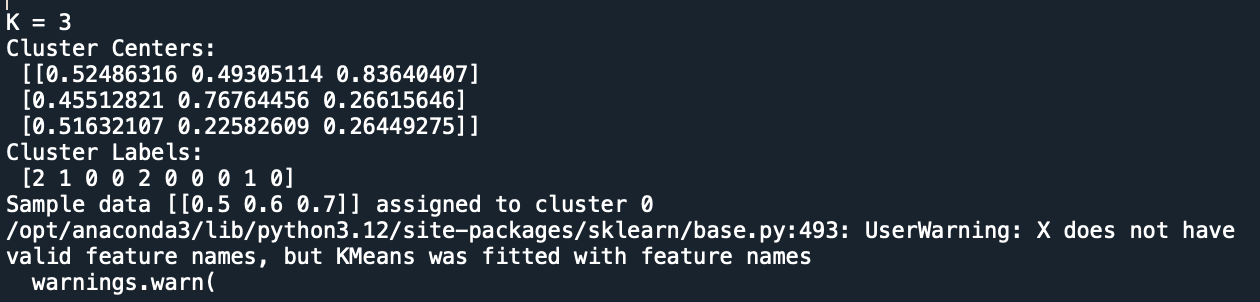 K = 3
Cluster Centers:
 [[0.52486316 0.49305114 0.83640407]
 [0.45512821 0.76764456 0.26615646]
 [0.51632107 0.22582609 0.26449275]]
Cluster Labels:
 [2 1 0 0 2 0 0 0 1 0]
Sample data [[0.5 0.6 0.7]] assigned to cluster 0
/opt/anaconda3/lib/python3.12/site-packages/sklearn/base.py:493: UserWarning: X does not have
valid feature names, but KMeans was fitted with feature names
  warnings.warn(